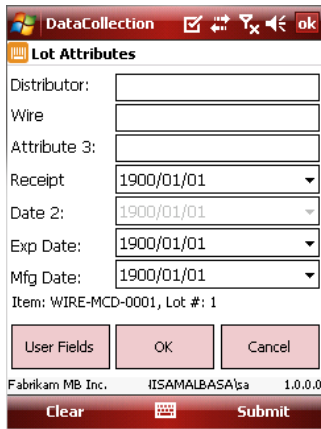 DataCollection ok
Lot Attributes
Distributor:
Wire
Attribute 3:
Receipt 1900/01/01
Date 2: 1900/01/01
Exp Date: 1900/01/01
Mfg Date: 1900/01/01
Item: WIRE-MCD-0001, Lot #: 1
User Fields OK Cancel
Fabrikam MB Inc. HISAMALBASA\sa 1.0.0.0
Clear Submit